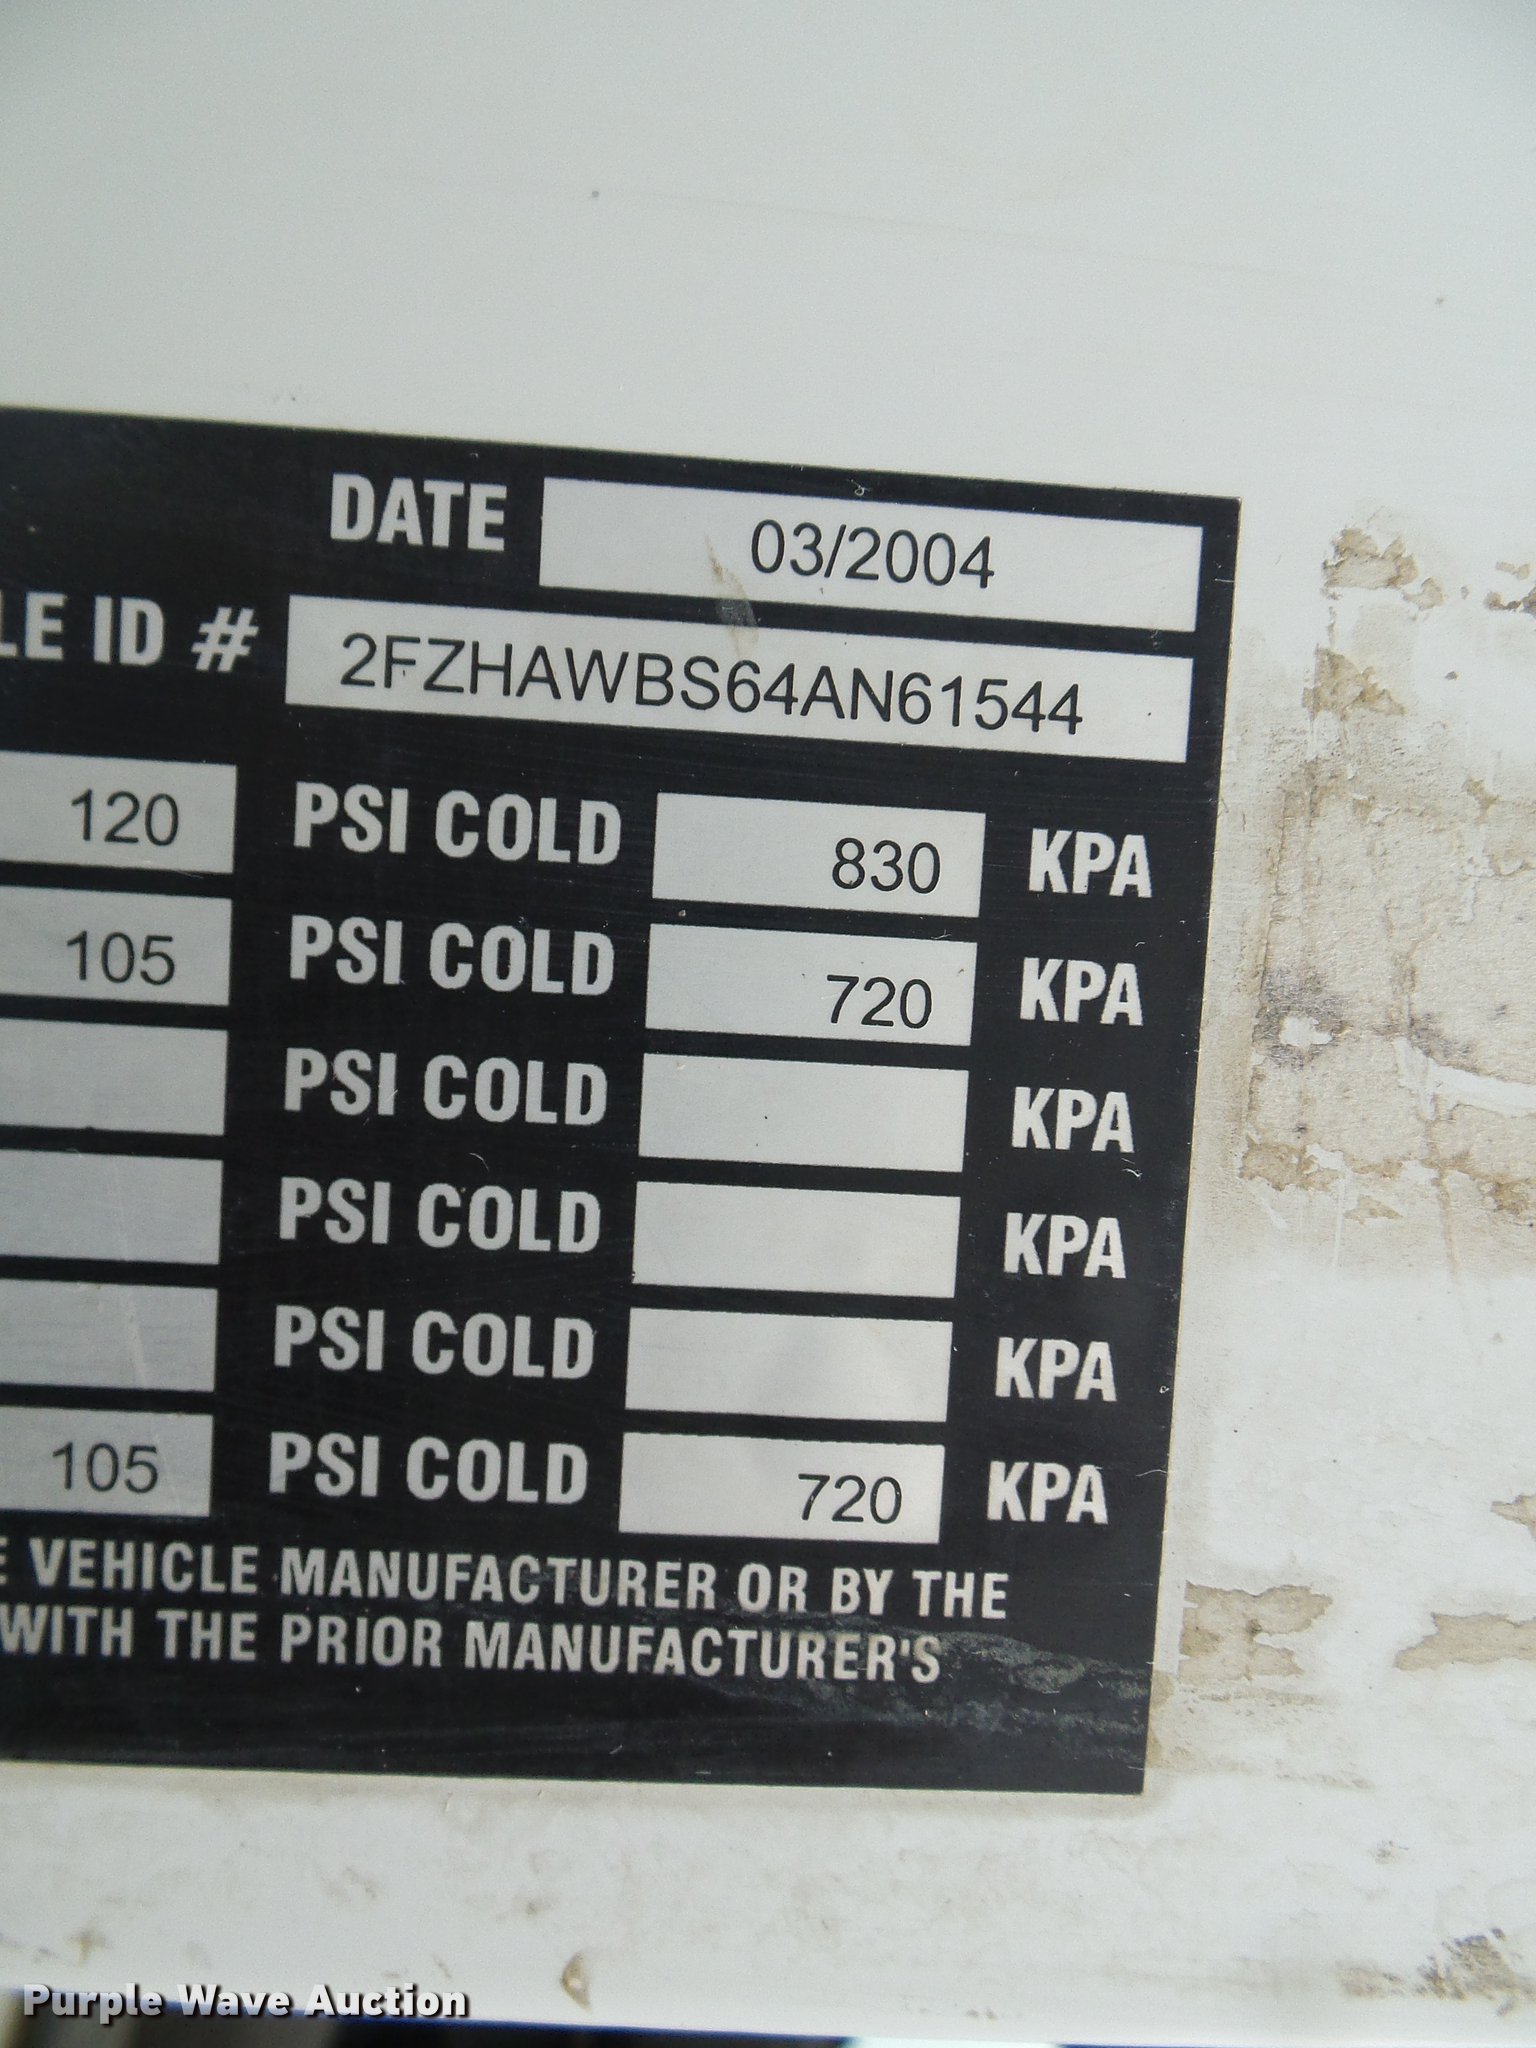 DATE 03/2004
LE ID # 2FZHAWBS64AN61544
120 PSI COLD 830 KPA
105 PSI COLD 720 KPA
PSI COLD KPA
PSI COLD KPA
PSI COLD KPA
105 PSI COLD 720 KPA
E VEHICLE MANUFACTURER OR BY THE
WITH THE PRIOR MANUFACTURER'S
Purple Wave Auction